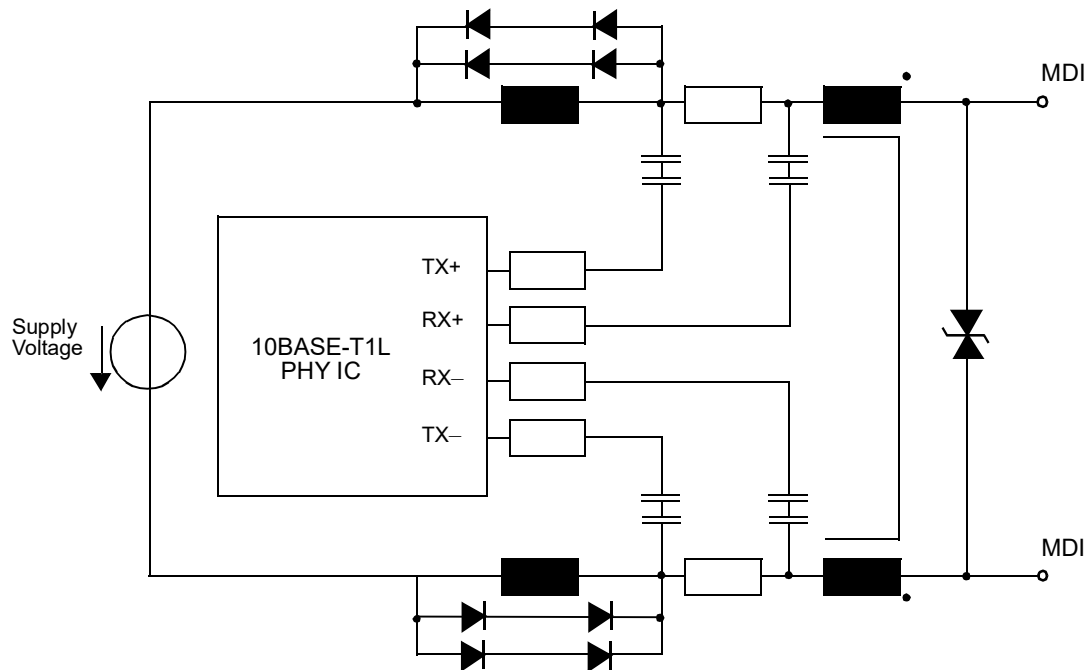 MDI
TX+
RX+
Supply
Voltage
10BASE-T1L
PHY IC
RX–
TX–
MDI